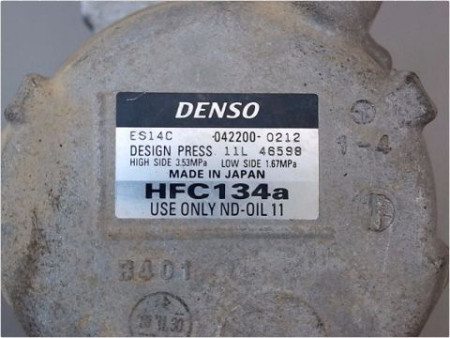 DENSO
ES14C -042200-0212
DESIGN PRESS 11L 46598
HIGH SIDE 3.53MPa LOW SIDE 1.67MPa
MADE IN JAPAN
HFC134a
USE ONLY ND-OIL 11
1-4
B401